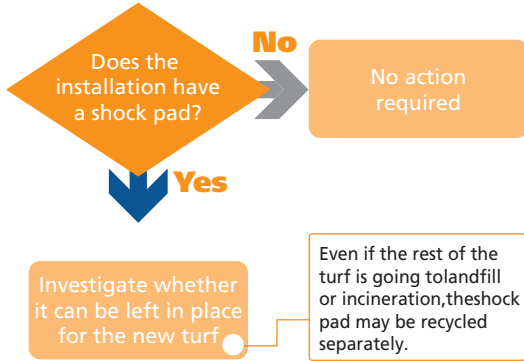 Does the
installation have
a shock pad?
No
No action
required
Yes
Investigate whether
it can be left in place
for the new turf
Even if the rest of the
turf is going tolandfill
or incineration,theshock
pad may be recycled
separately.